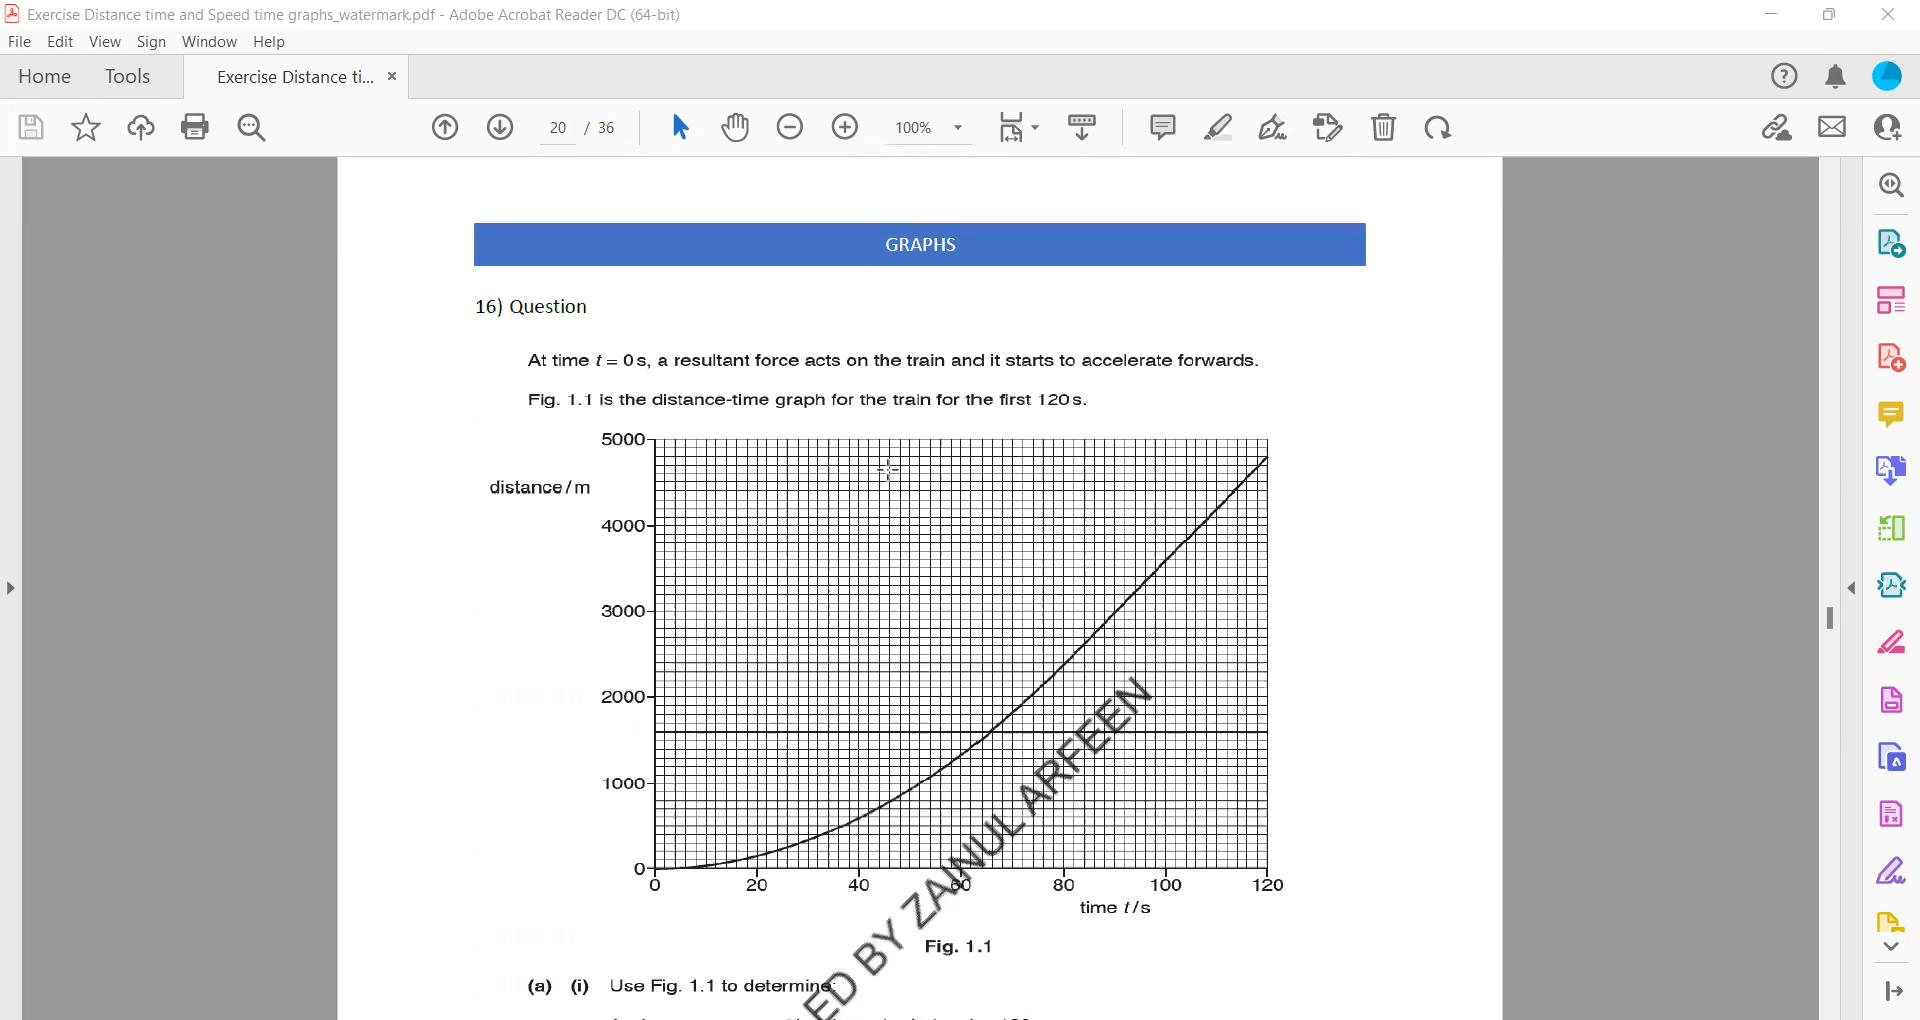 Exercise Distance time and Speed time graphs_watermark.pdf - Adobe Acrobat Reader DC (64-bit)
File Edit View Sign Window Help
Home Tools Exercise Distance ti... ×
20 / 36 100%
GRAPHS
16) Question
At time t = 0 s, a resultant force acts on the train and it starts to accelerate forwards.
Fig. 1.1 is the distance-time graph for the train for the first 120 s.
5000
distance / m
4000
3000
2000
1000
0
0 20 40 60 80 100 120
time t / s
Fig. 1.1
(a) (i) Use Fig. 1.1 to determine:
ED BY ZAINUL ARFEEN